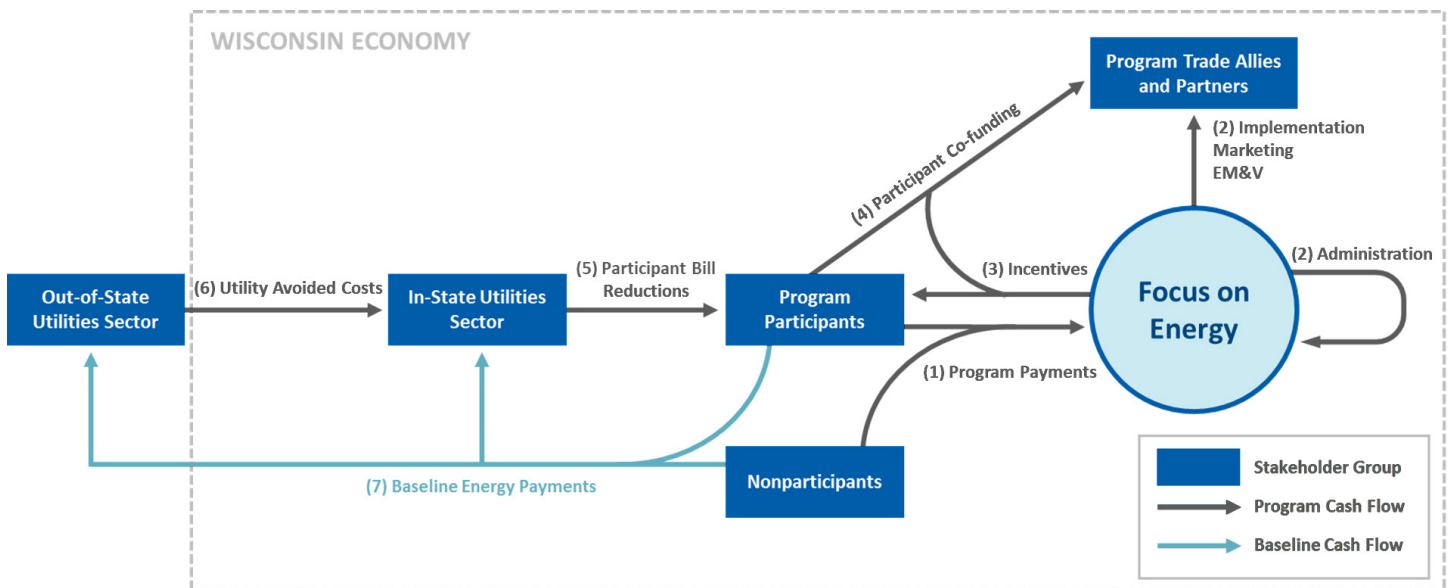 WISCONSIN ECONOMY
Program Trade Allies
and Partners
(2) Implementation
Marketing
EM&V
(4) Participant Co-funding
(3) Incentives
(2) Administration
Out-of-State
Utilities Sector
(6) Utility Avoided Costs
In-State Utilities
Sector
(5) Participant Bill
Reductions
Program
Participants
Focus on
Energy
(1) Program Payments
(7) Baseline Energy Payments
Nonparticipants
Stakeholder Group
Program Cash Flow
Baseline Cash Flow